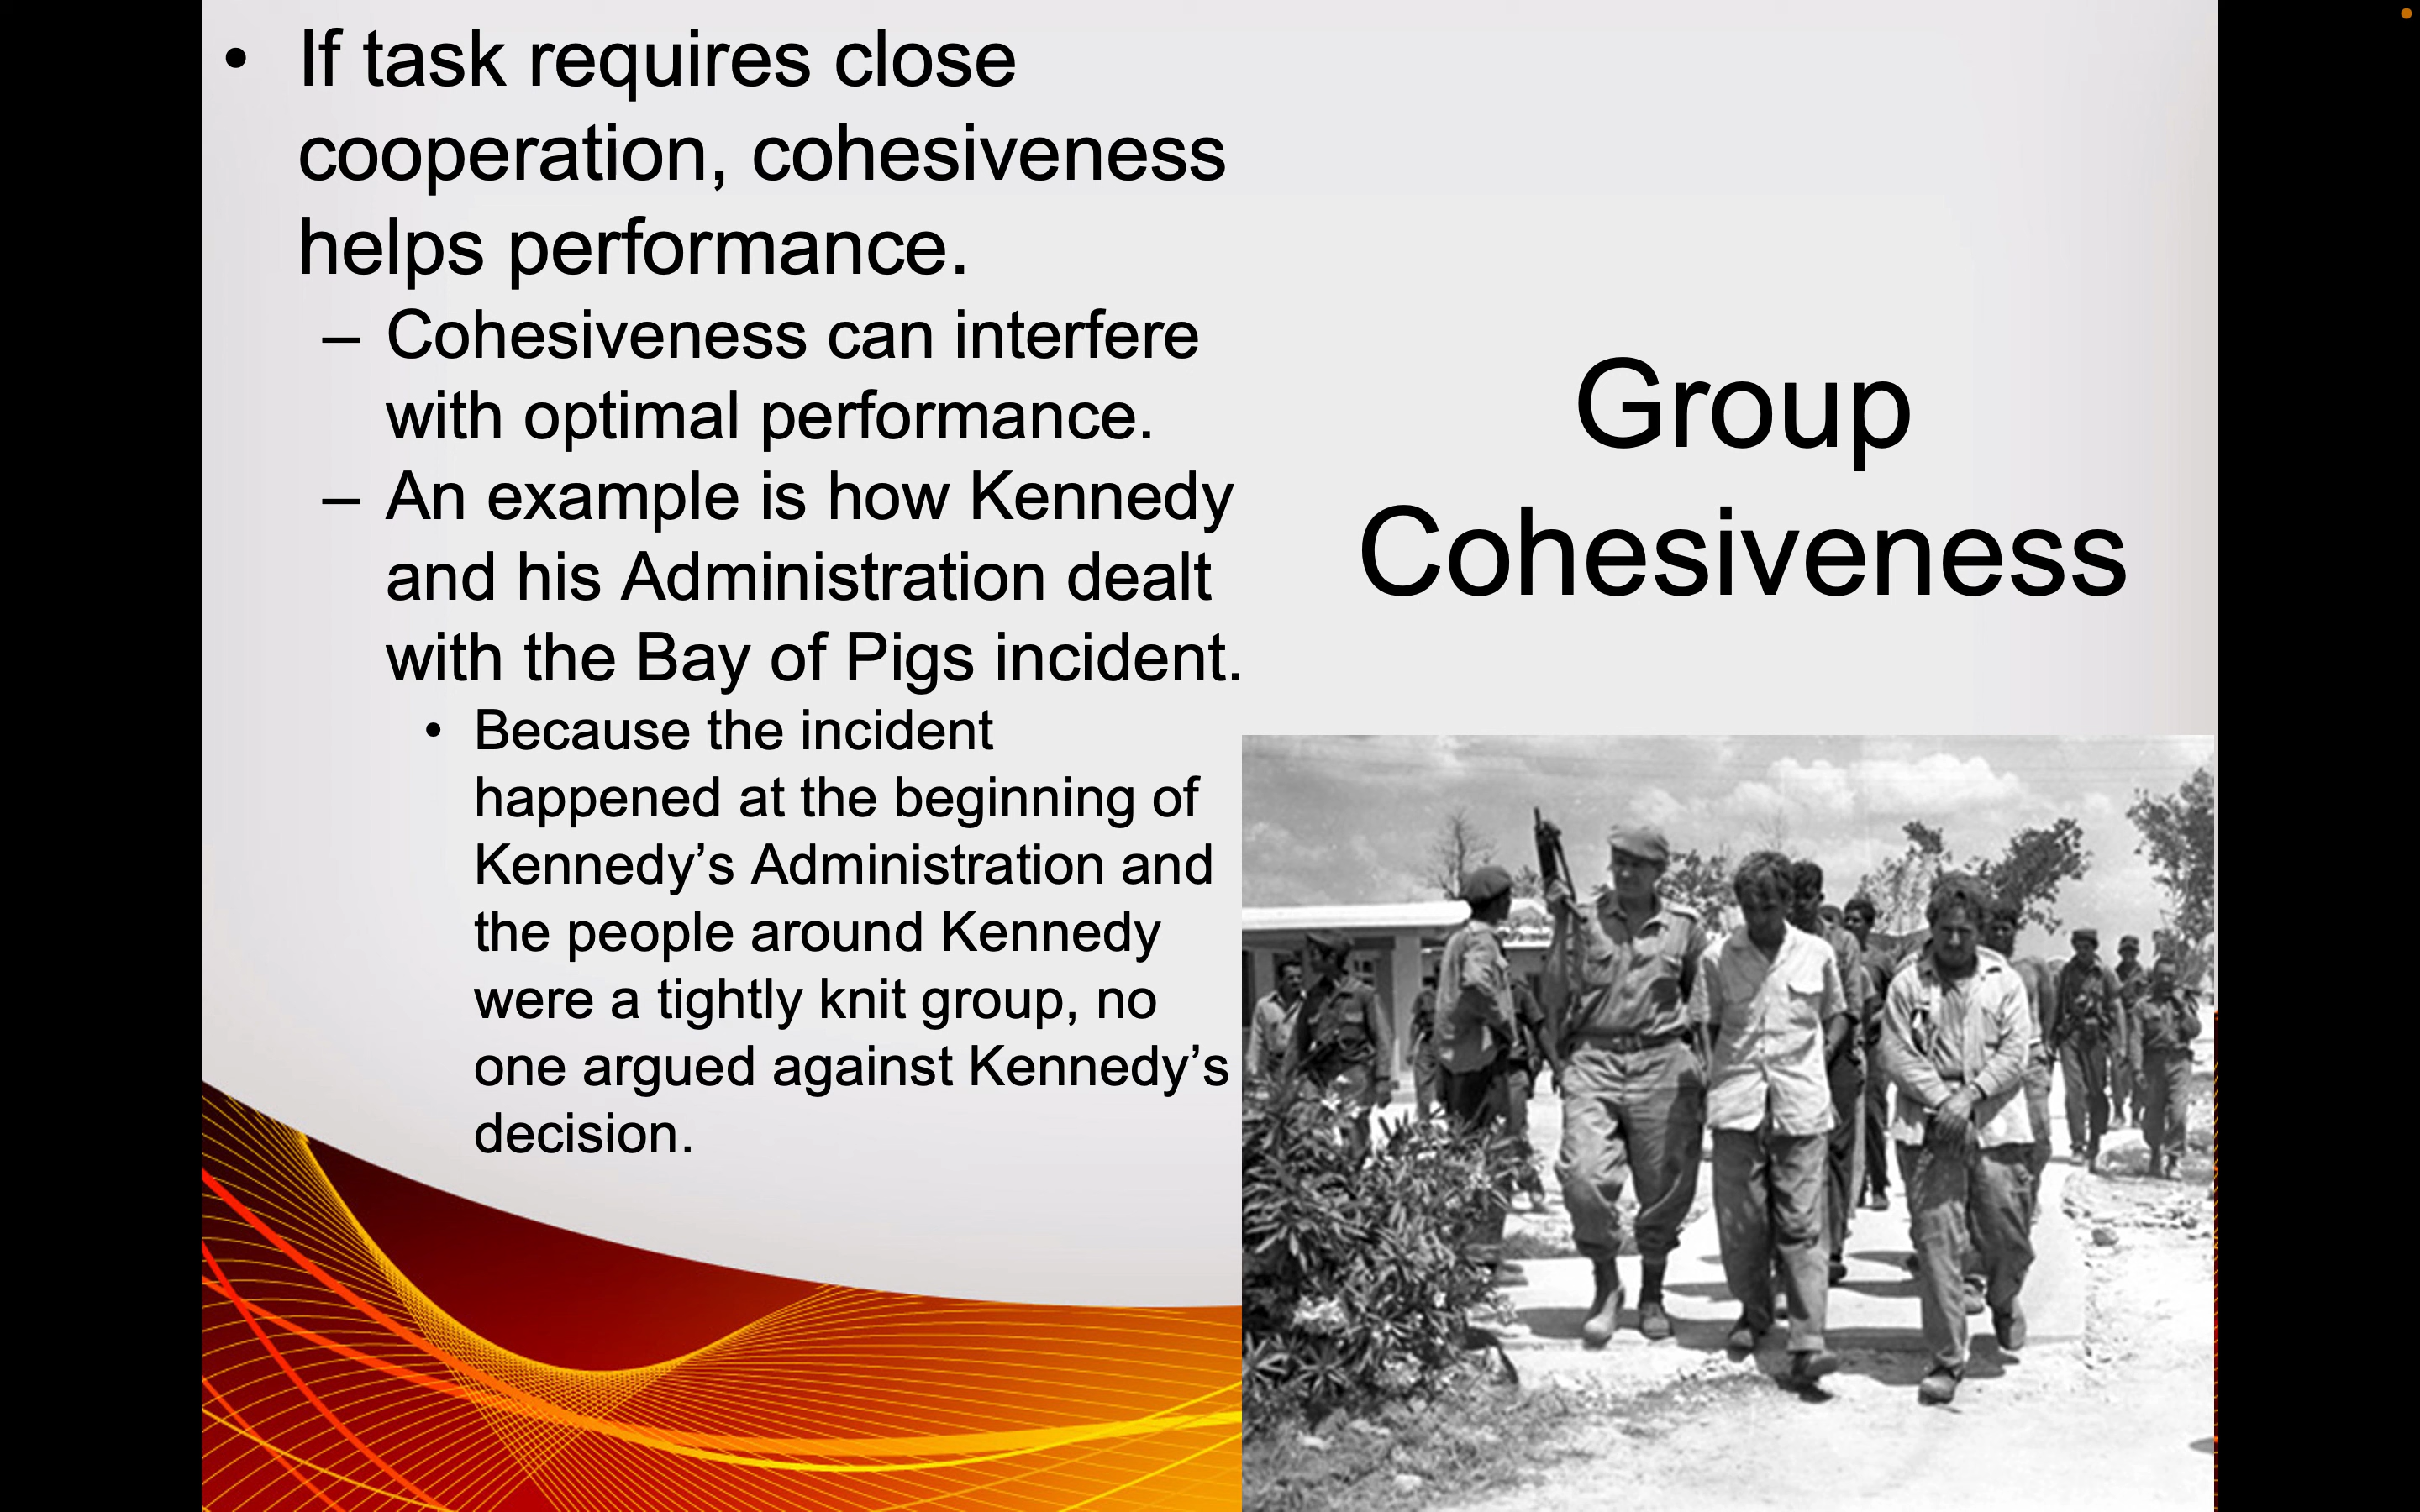 • If task requires close
cooperation, cohesiveness
helps performance.
– Cohesiveness can interfere
with optimal performance.
– An example is how Kennedy
and his Administration dealt
with the Bay of Pigs incident.
• Because the incident
happened at the beginning of
Kennedy’s Administration and
the people around Kennedy
were a tightly knit group, no
one argued against Kennedy’s
decision.
Group
Cohesiveness